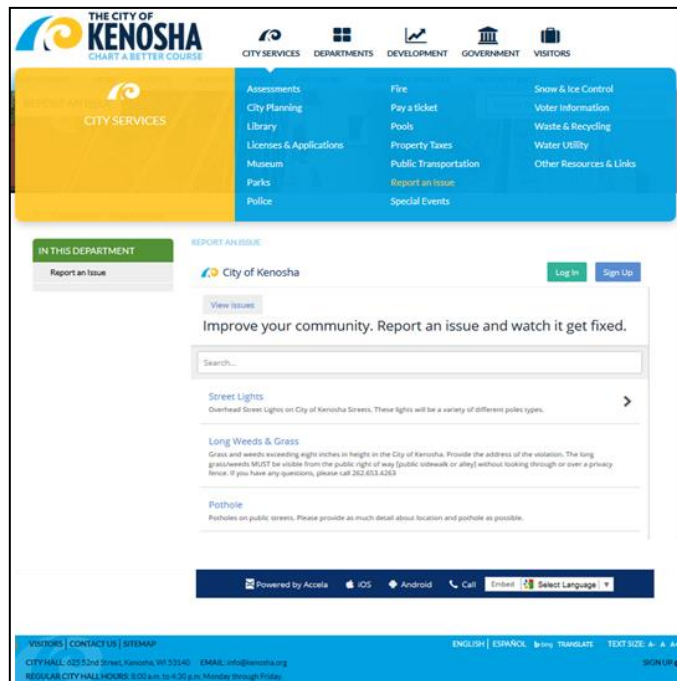 THE CITY OF
KENOSHA
CHART A BETTER COURSE
CITY SERVICES DEPARTMENTS DEVELOPMENT GOVERNMENT VISITORS
CITY SERVICES
Assessments
City Planning
Library
Licenses & Applications
Museum
Parks
Police
Fire
Pay a ticket
Pools
Property Taxes
Public Transportation
Report an Issue
Special Events
Snow & Ice Control
Voter Information
Waste & Recycling
Water Utility
Other Resources & Links
IN THIS DEPARTMENT
Report an Issue
REPORT AN ISSUE
City of Kenosha
Log In Sign Up
View Issues
Improve your community. Report an issue and watch it get fixed.
Search...
Street Lights
Overhead Street Lights on City of Kenosha Streets. These lights will be a variety of different poles types.
Long Weeds & Grass
Grass and weeds exceeding eight inches in height in the City of Kenosha. Provide the address of the violation. The long
grass/weeds MUST be visible from the public right of way [public sidewalk or alley] without looking through or over a privacy
fence. If you have any questions, please call 262.653.4263
Pothole
Potholes on public streets. Please provide as much detail about location and pothole as possible.
Powered by Accela iOS Android Call Embed Select Language
VISITORS | CONTACT US | SITEMAP
ENGLISH | ESPAÑOL bing TRANSLATE TEXT SIZE: A- A A+
CITY HALL: 625 52nd Street, Kenosha, WI 53140 EMAIL: info@kenosha.org
SIGN UP
REGULAR CITY HALL HOURS: 8:00 a.m. to 4:30 p.m. Monday through Friday